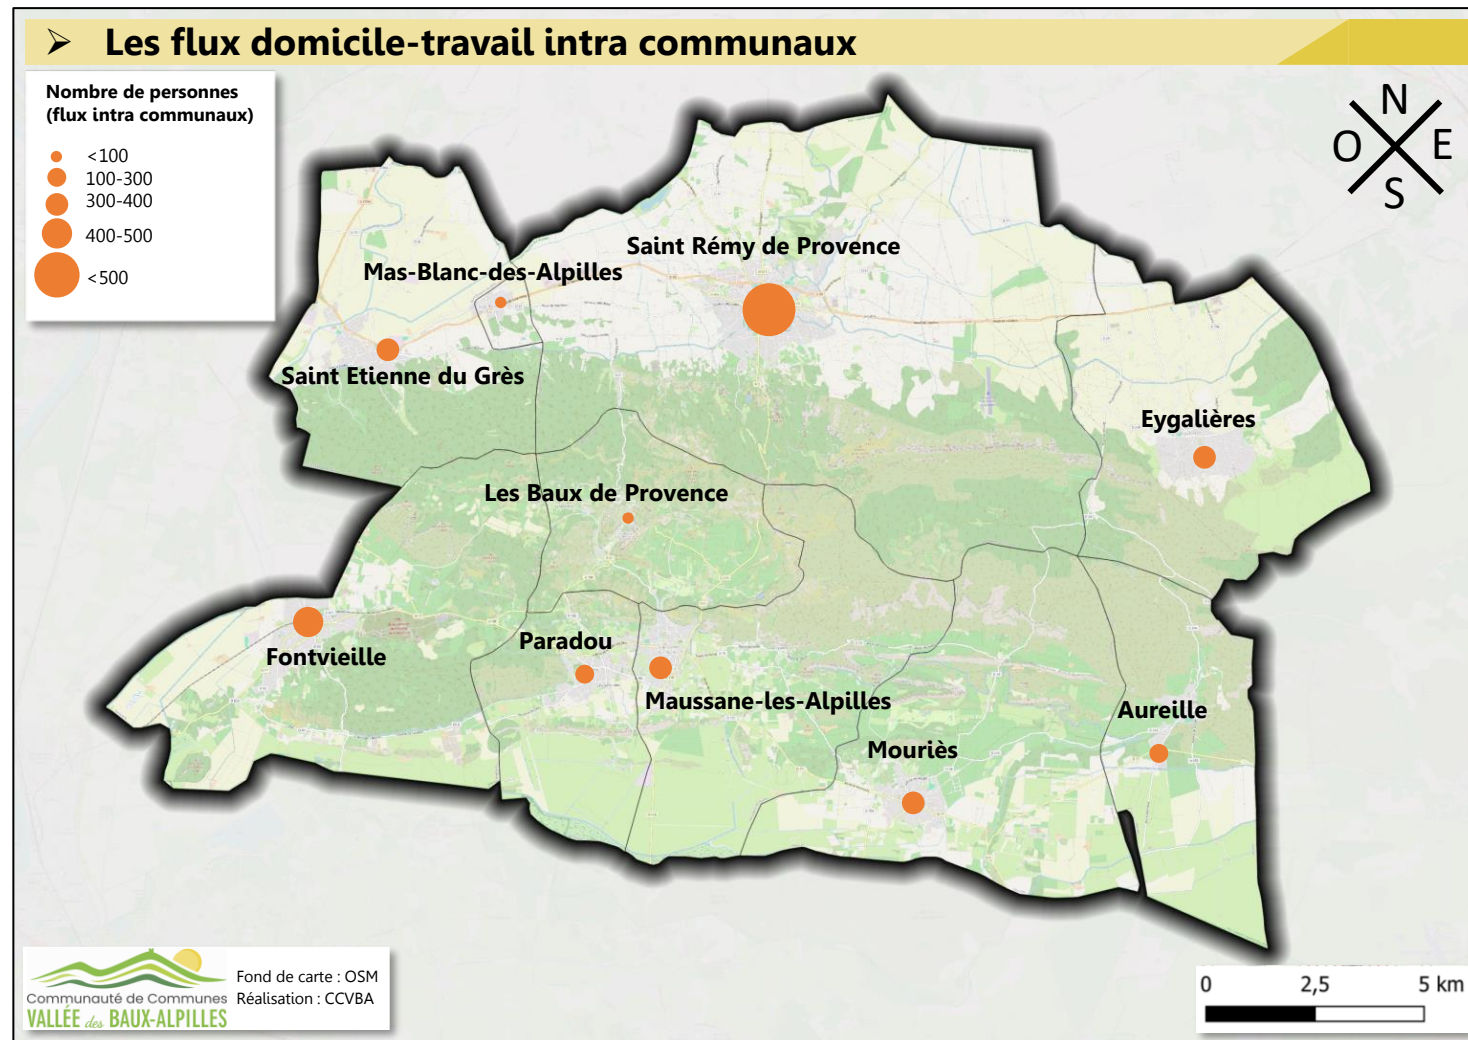 ➢ Les flux domicile-travail intra communaux
Nombre de personnes
(flux intra communaux)
<100
100-300
300-400
400-500
<500
N
O
E
S
Saint Rémy de Provence
Mas-Blanc-des-Alpilles
Saint Etienne du Grès
Eygalières
Les Baux de Provence
Fontvieille
Paradou
Maussane-les-Alpilles
Aureille
Mouriès
Communauté de Communes
VALLÉE des BAUX-ALPILLES
Fond de carte : OSM
Réalisation : CCVBA
0 2,5 5 km